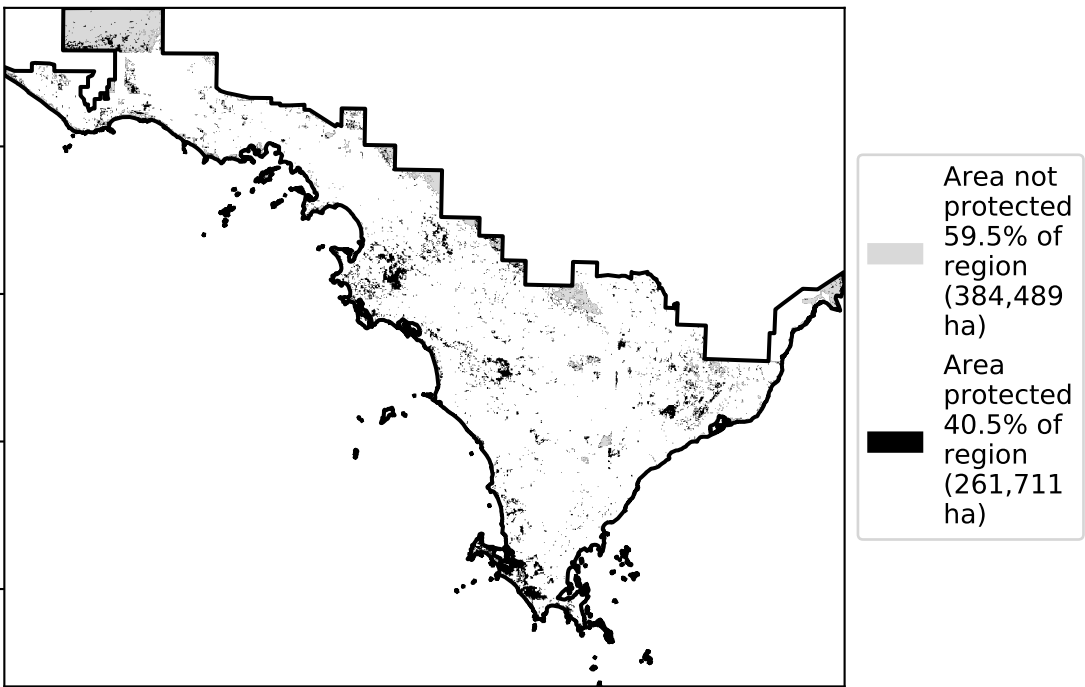 Area not
protected
59.5% of
region
(384,489
ha)
Area
protected
40.5% of
region
(261,711
ha)